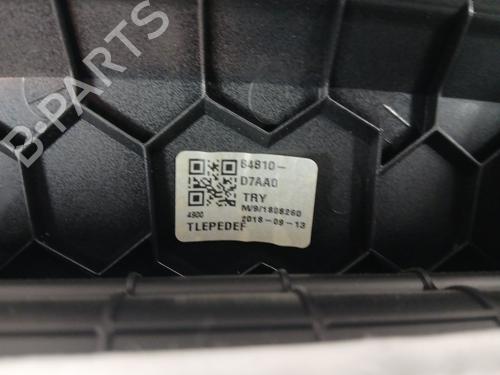 B-PARTS
84810-
D7AA0
TRY
M/9/1808260
4900
2018-09-13
TLEPEDEF